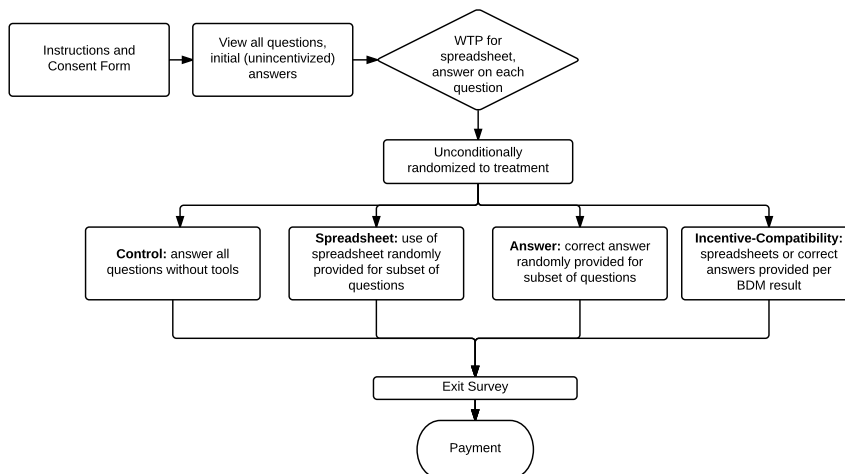 Instructions and
Consent Form
View all questions,
initial (unincentivized)
answers
WTP for
spreadsheet,
answer on each
question
Unconditionally
randomized to treatment
Control: answer all
questions without tools
Spreadsheet: use of
spreadsheet randomly
provided for subset of
questions
Answer: correct answer
randomly provided for
subset of questions
Incentive-Compatibility:
spreadsheets or correct
answers provided per
BDM result
Exit Survey
Payment